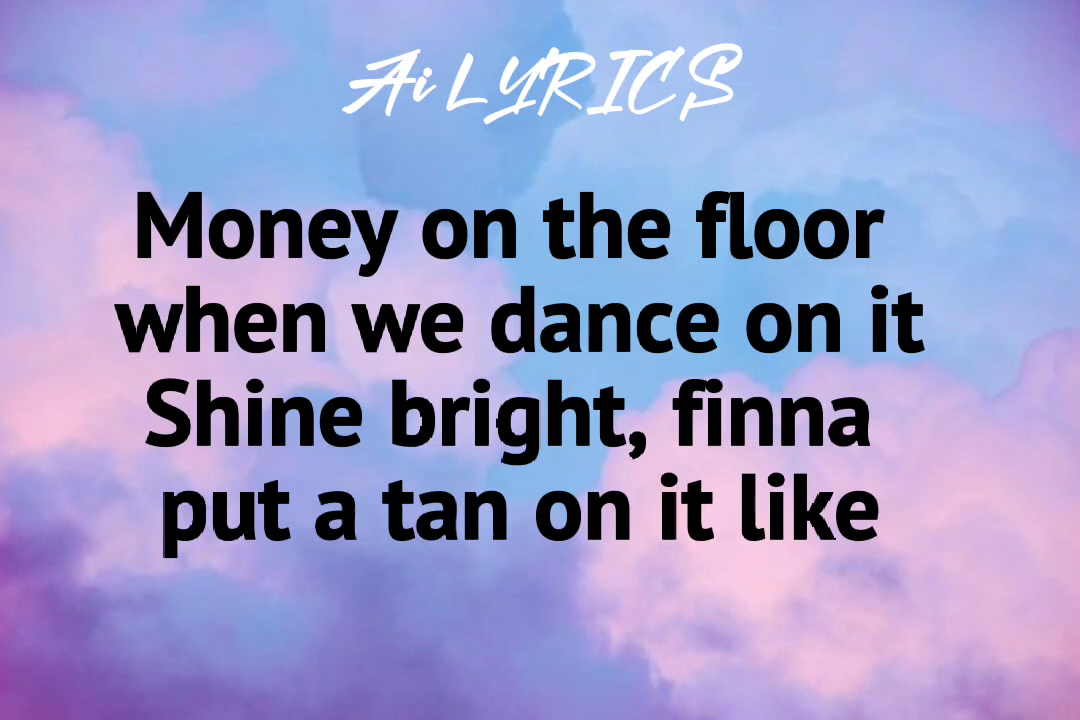 Ai LYRICS
Money on the floor
when we dance on it
Shine bright, finna
put a tan on it like